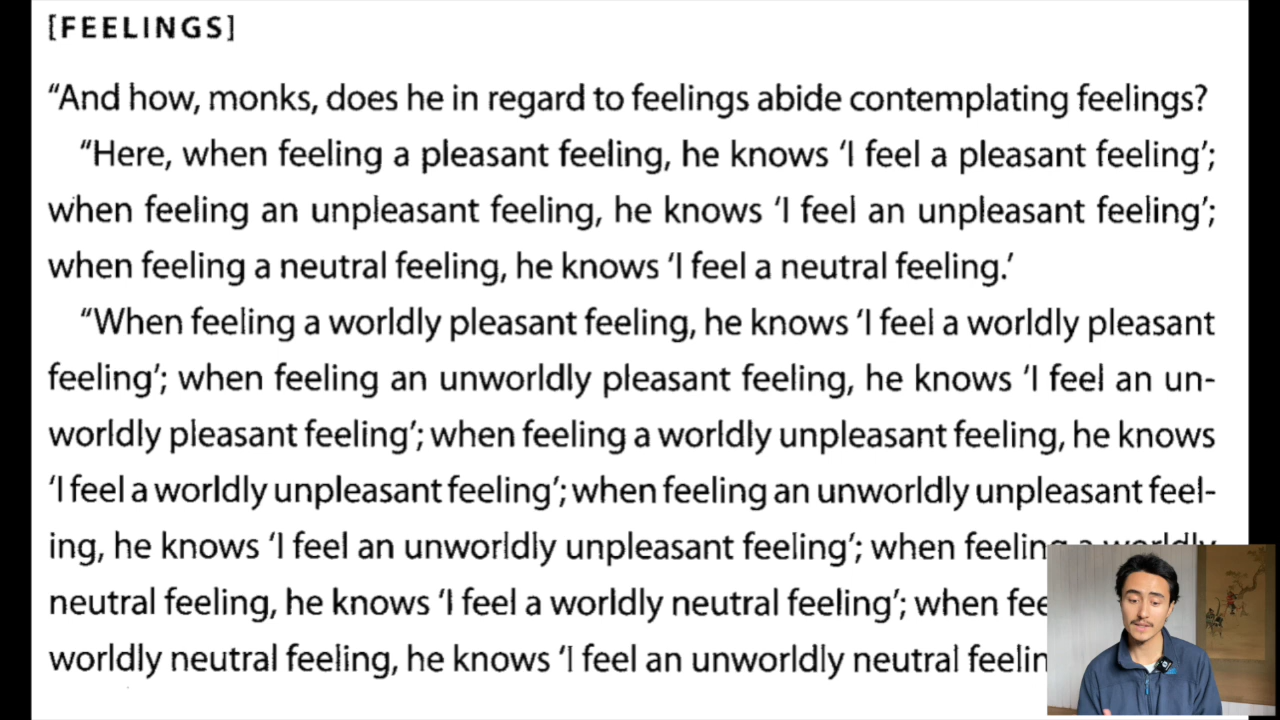 [FEELINGS]
“And how, monks, does he in regard to feelings abide contemplating feelings?
“Here, when feeling a pleasant feeling, he knows ‘I feel a pleasant feeling’;
when feeling an unpleasant feeling, he knows ‘I feel an unpleasant feeling’;
when feeling a neutral feeling, he knows ‘I feel a neutral feeling.’
“When feeling a worldly pleasant feeling, he knows ‘I feel a worldly pleasant
feeling’; when feeling an unworldly pleasant feeling, he knows ‘I feel an un-
worldly pleasant feeling’; when feeling a worldly unpleasant feeling, he knows
‘I feel a worldly unpleasant feeling’; when feeling an unworldly unpleasant feel-
ing, he knows ‘I feel an unworldly unpleasant feeling’; when feeling a worldly
neutral feeling, he knows ‘I feel a worldly neutral feeling’; when fee
worldly neutral feeling, he knows ‘I feel an unworldly neutral feelin